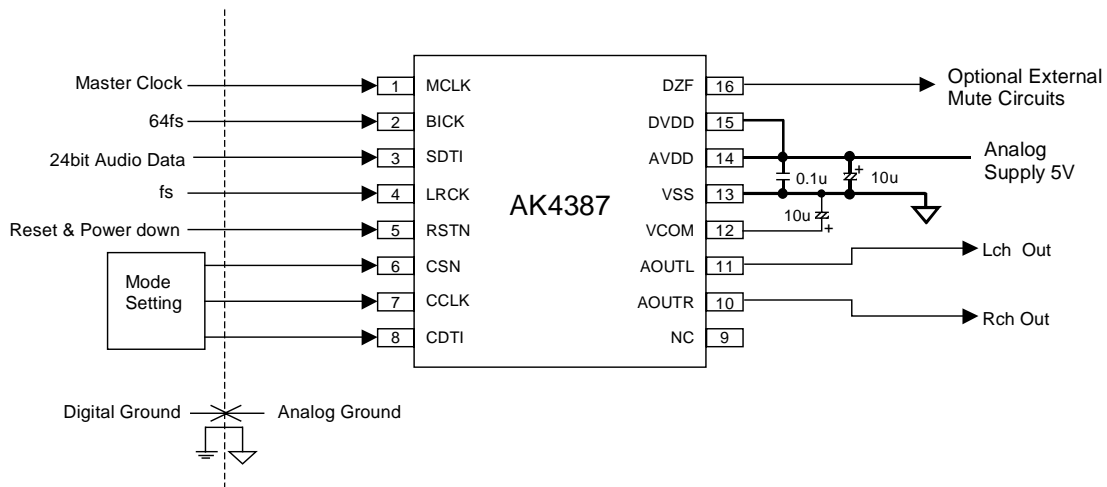 Master Clock
64fs
24bit Audio Data
fs
Reset & Power down
Mode
Setting
1 MCLK
2 BICK
3 SDTI
4 LRCK
5 RSTN
6 CSN
7 CCLK
8 CDTI
AK4387
DZF 16
DVDD 15
AVDD 14
VSS 13
VCOM 12
AOUTL 11
AOUTR 10
NC 9
Optional External
Mute Circuits
0.1u
+
10u
Analog
Supply 5V
10u
+
Lch Out
Rch Out
Digital Ground
Analog Ground